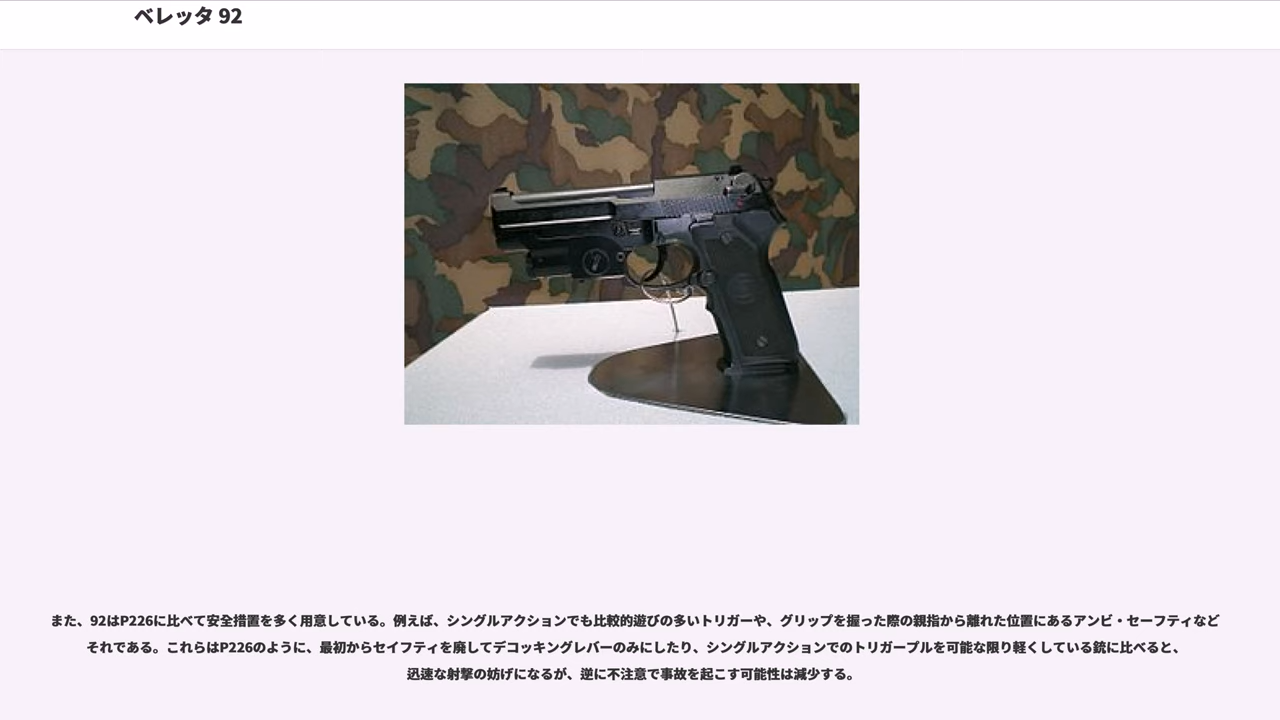 ベレッタ 92
また、92はP226に比べて安全措置を多く用意している。例えば、シングルアクションでも比較的遊びの多いトリガーや、グリップを握った際の親指から離れた位置にあるアンビ・セーフティなど
それである。これらはP226のように、最初からセイフティを廃してデコッキングレバーのみにしたり、シングルアクションでのトリガープルを可能な限り軽くしている銃に比べると、
迅速な射撃の妨げになるが、逆に不注意で事故を起こす可能性は減少する。